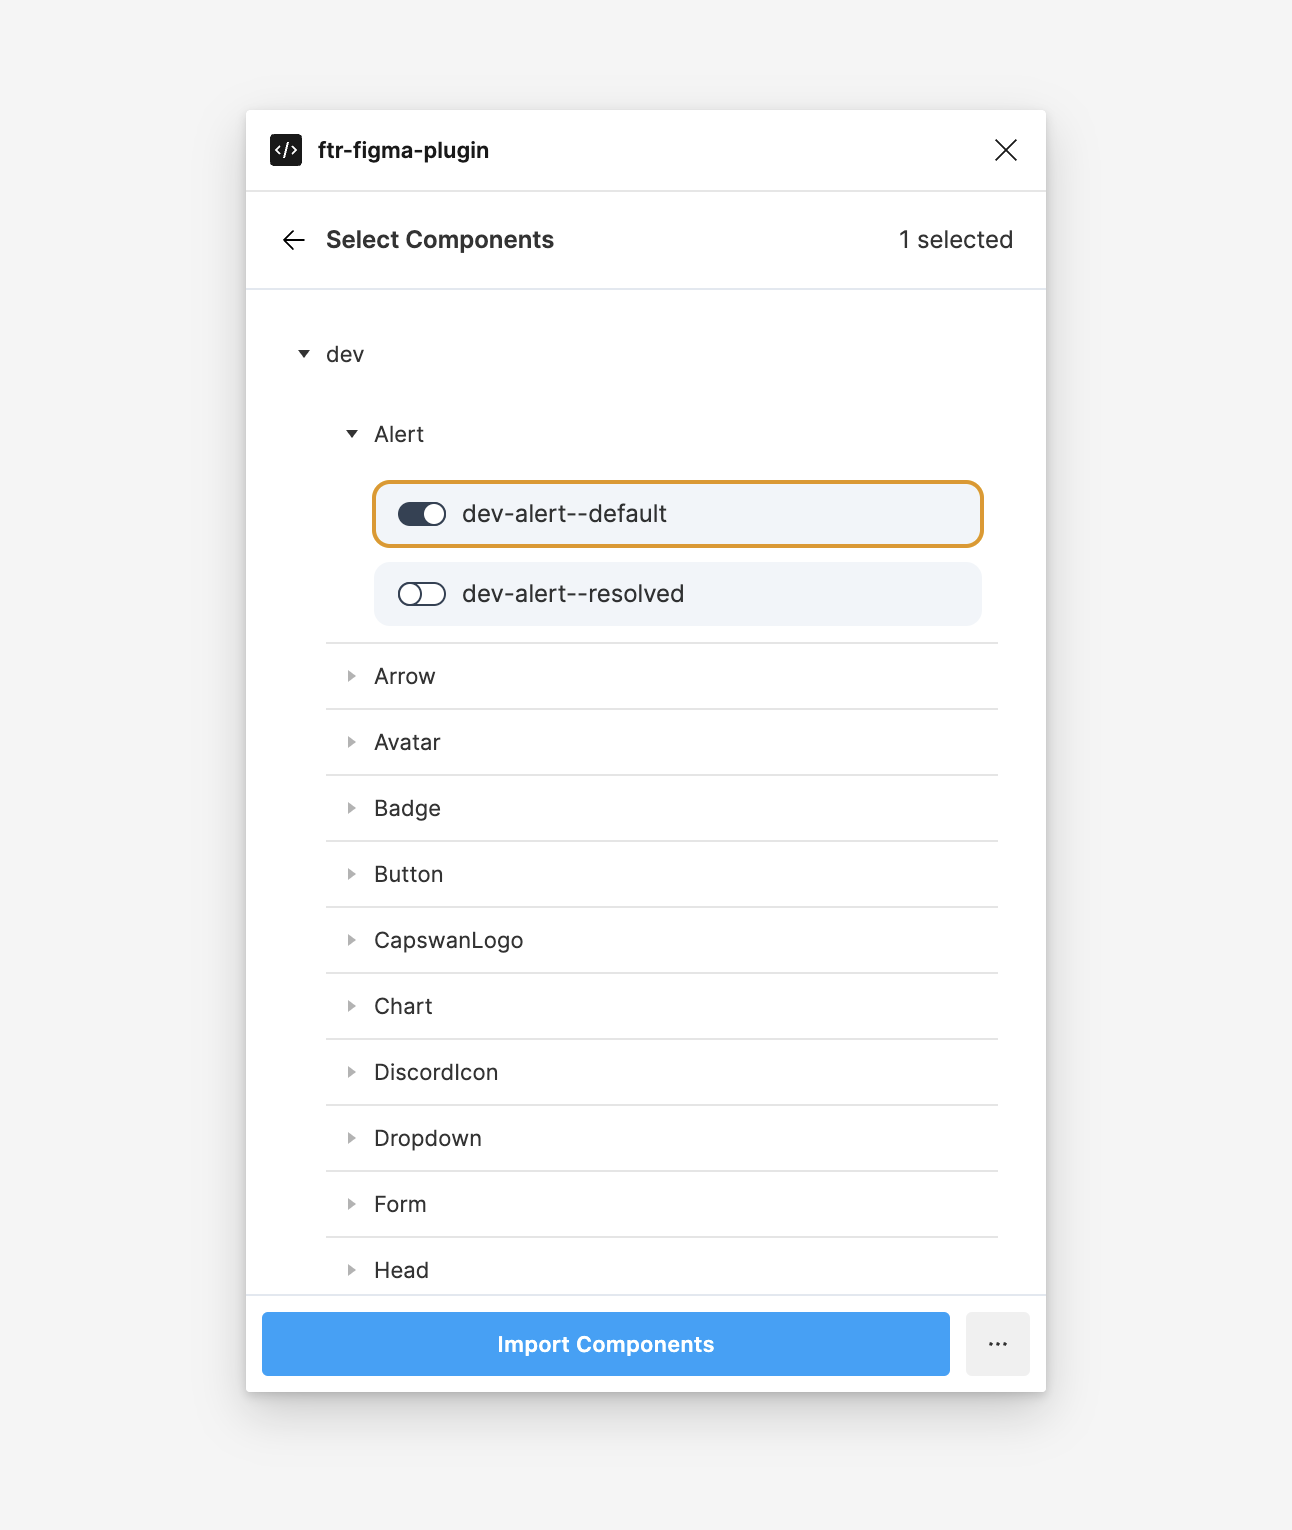 </>
ftr-figma-plugin
Select Components
1 selected
dev
Alert
dev-alert--default
dev-alert--resolved
Arrow
Avatar
Badge
Button
CapswanLogo
Chart
DiscordIcon
Dropdown
Form
Head
Import Components
...